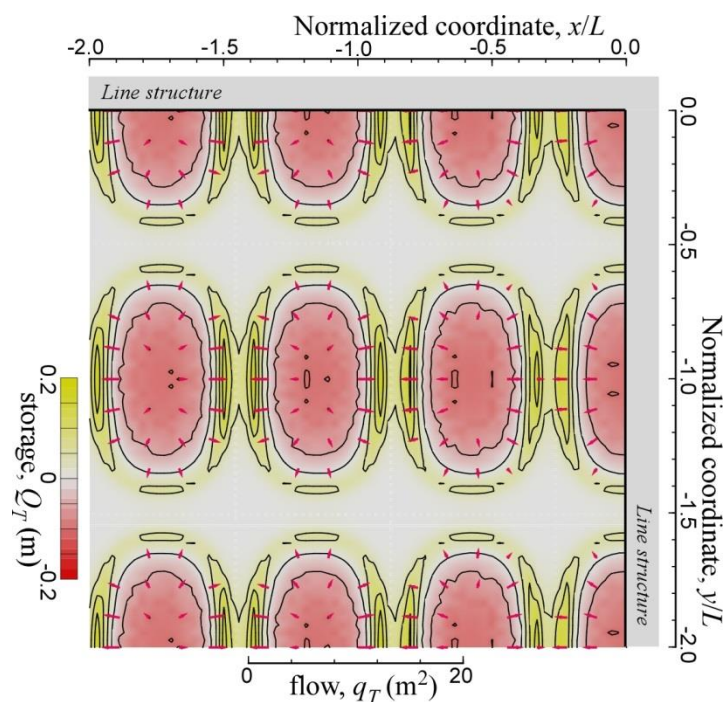 Normalized coordinate, x/L
-2.0 -1.5 -1.0 -0.5 0.0
Line structure
0.0
-0.5
-1.0
-1.5
-2.0
Normalized coordinate, y/L
Line structure
0.2
0
-0.2
storage, Q_T (m)
0 20
flow, q_T (m²)